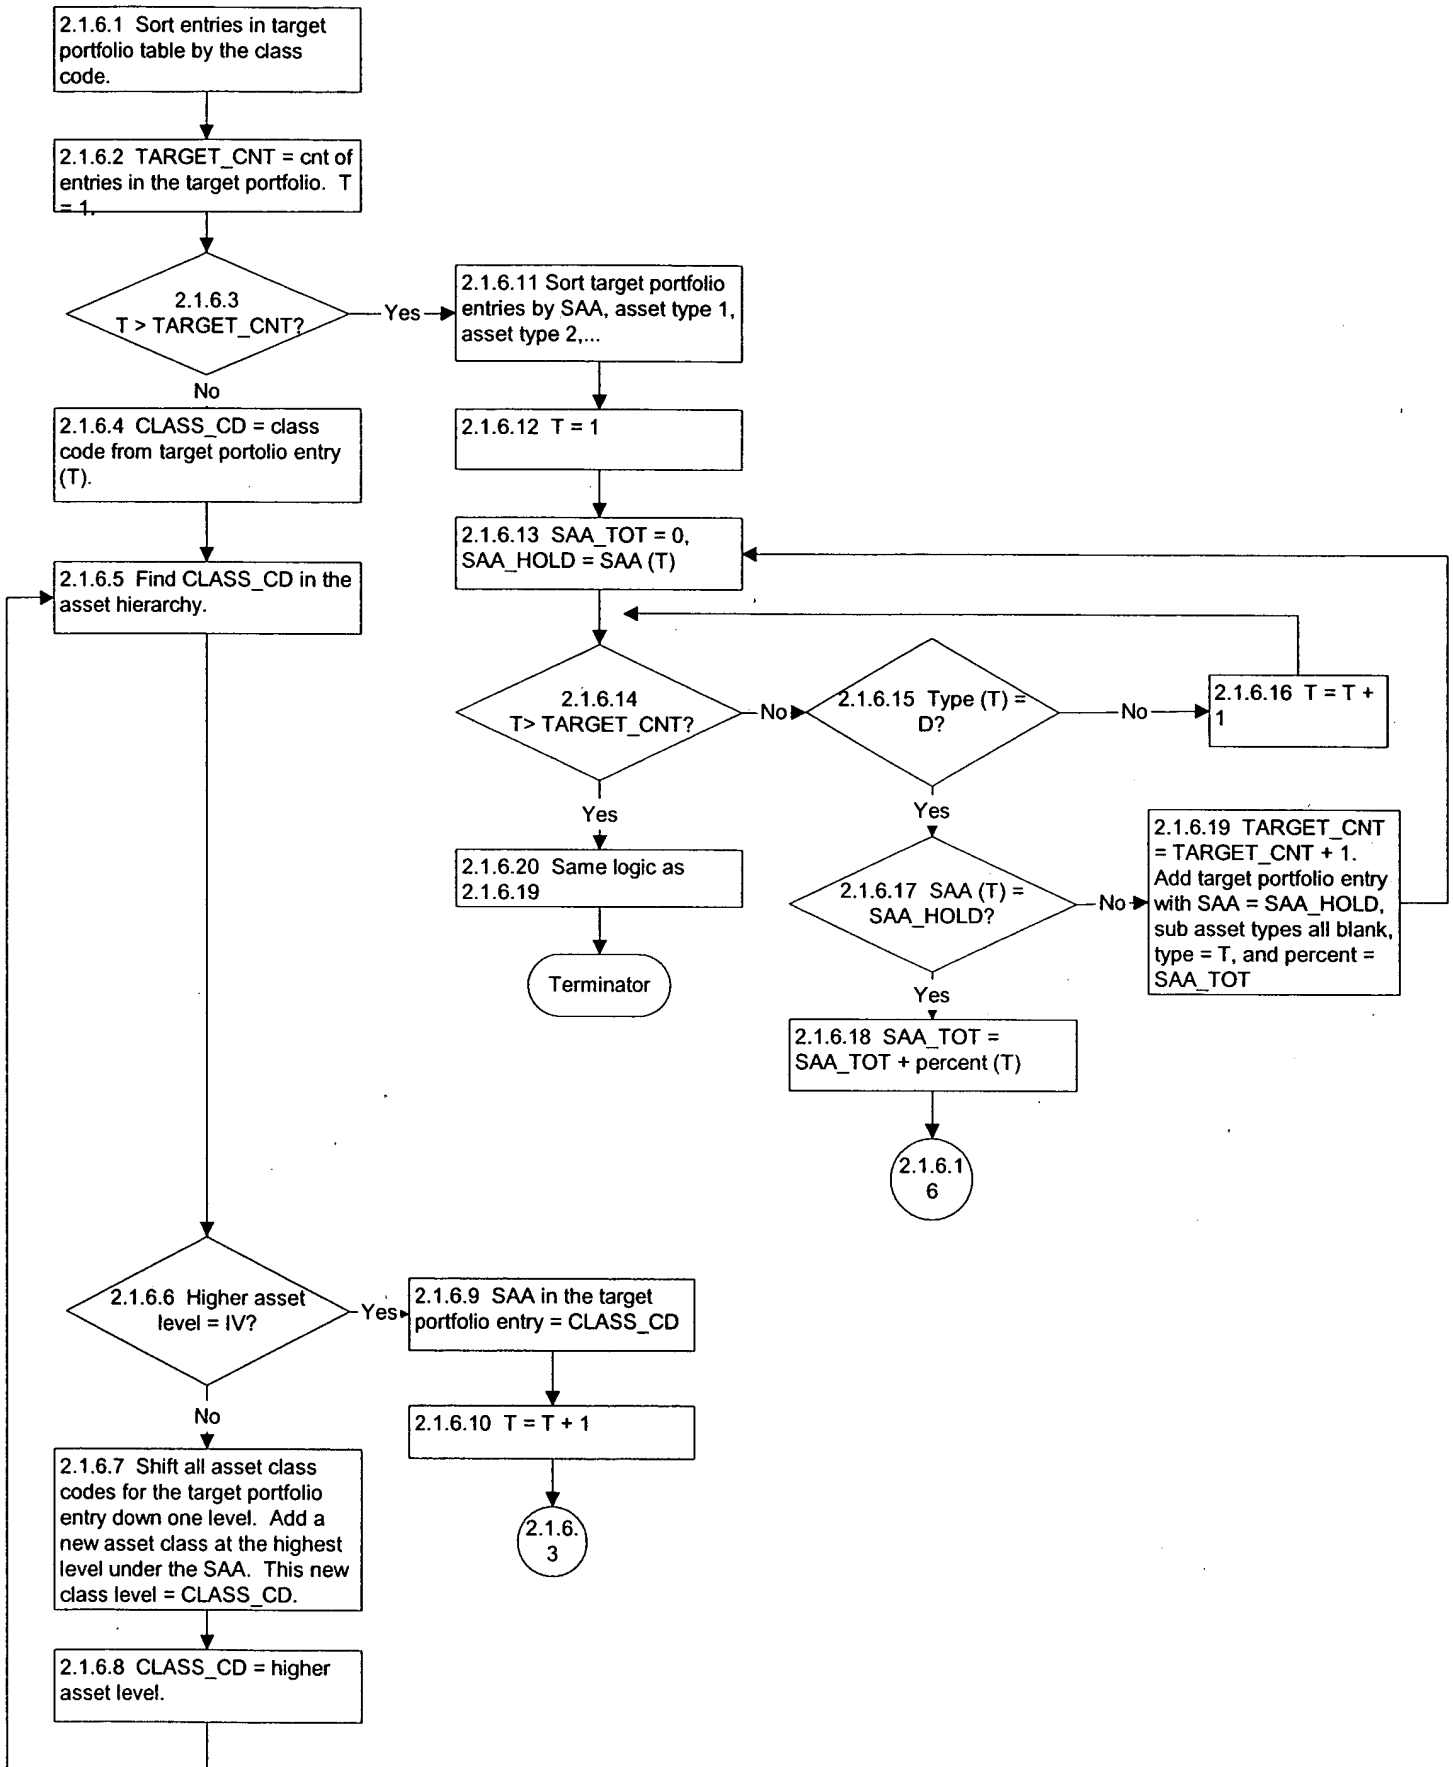 2.1.6.1 Sort entries in target
portfolio table by the class
code.
2.1.6.2 TARGET_CNT = cnt of
entries in the target portfolio. T
= 1.
2.1.6.3
T > TARGET_CNT?
Yes
No
2.1.6.11 Sort target portfolio
entries by SAA, asset type 1,
asset type 2,...
2.1.6.4 CLASS_CD = class
code from target portolio entry
(T).
2.1.6.12 T = 1
2.1.6.5 Find CLASS_CD in the
asset hierarchy.
2.1.6.13 SAA_TOT = 0,
SAA_HOLD = SAA (T)
2.1.6.14
T> TARGET_CNT?
No
Yes
2.1.6.15 Type (T) =
D?
No
Yes
2.1.6.16 T = T +
1
2.1.6.20 Same logic as
2.1.6.19
Terminator
2.1.6.17 SAA (T) =
SAA_HOLD?
No
Yes
2.1.6.19 TARGET_CNT
= TARGET_CNT + 1.
Add target portfolio entry
with SAA = SAA_HOLD,
sub asset types all blank,
type = T, and percent =
SAA_TOT
2.1.6.18 SAA_TOT =
SAA_TOT + percent (T)
2.1.6.1
6
2.1.6.6 Higher asset
level = IV?
Yes
No
2.1.6.9 SAA in the target
portfolio entry = CLASS_CD
2.1.6.10 T = T + 1
2.1.6.
3
2.1.6.7 Shift all asset class
codes for the target portfolio
entry down one level. Add a
new asset class at the highest
level under the SAA. This new
class level = CLASS_CD.
2.1.6.8 CLASS_CD = higher
asset level.